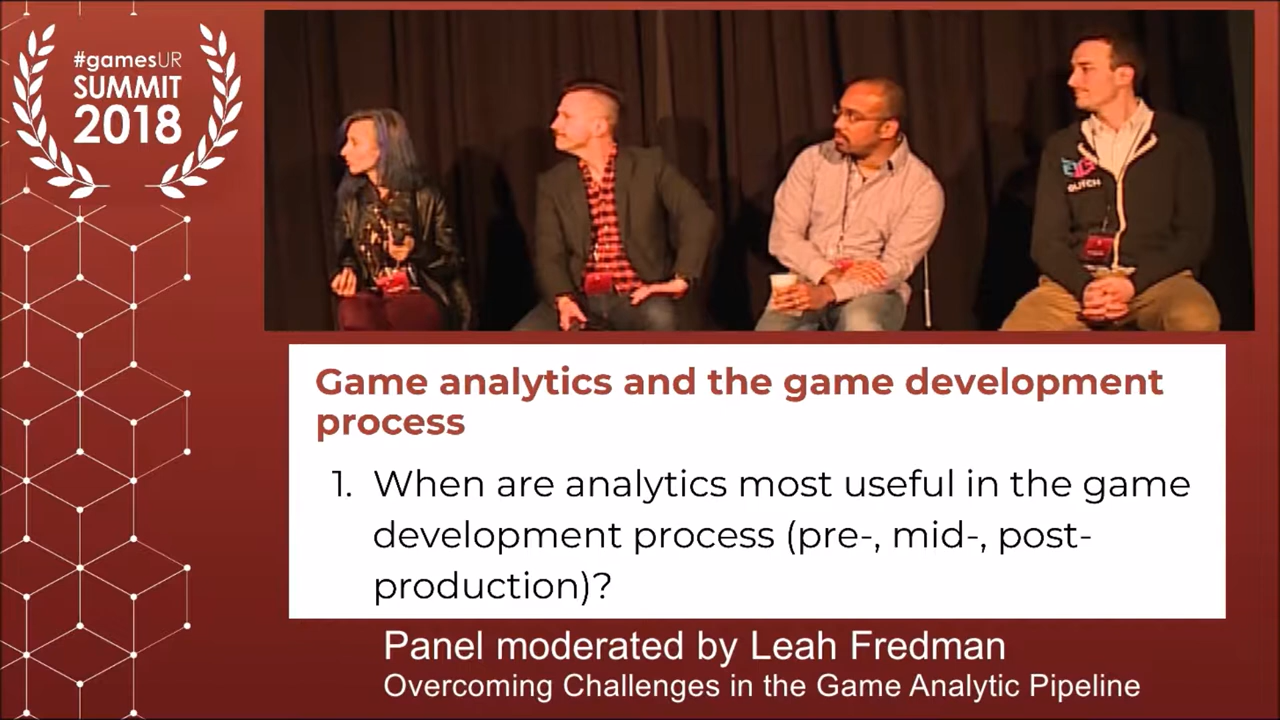 #gamesUR
SUMMIT
2018
GLITCH
Game analytics and the game development
process
1. When are analytics most useful in the game
development process (pre-, mid-, post-
production)?
Panel moderated by Leah Fredman
Overcoming Challenges in the Game Analytic Pipeline